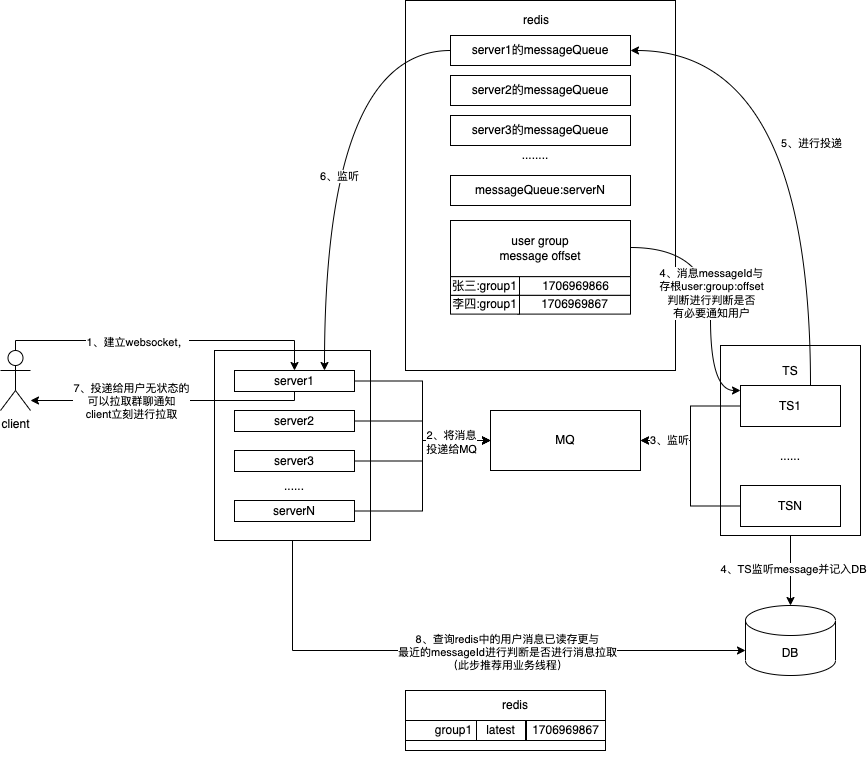 redis
server1的messageQueue
server2的messageQueue
server3的messageQueue
........
messageQueue:serverN
user group
message offset
张三:group1 1706969866
李四:group1 1706969867
6、监听
5、进行投递
4、消息messageId与
存根user:group:offset
判断进行判断是否
有必要通知用户
1、建立websocket,
client
7、投递给用户无状态的
可以拉取群聊通知
client立刻进行拉取
server1
server2
server3
......
serverN
2、将消息
投递给MQ
MQ
3、监听
TS
TS1
......
TSN
4、TS监听message并记入DB
DB
8、查询redis中的用户消息已读存更与
最近的messageId进行判断是否进行消息拉取
（此步推荐用业务线程）
redis
group1 latest 1706969867